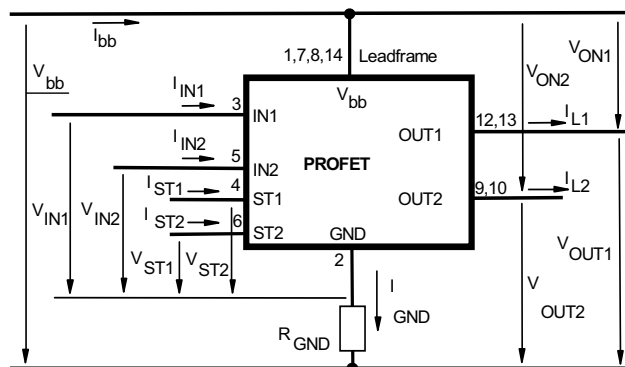 I bb
V bb
1,7,8,14 Leadframe
V ON1
V ON2
I IN1
3
IN1
V bb
I IN2
5
IN2
PROFET
OUT1
12,13
I L1
I ST1
4
ST1
OUT2
9,10
I L2
I ST2
6
ST2
GND
2
V IN1
V IN2
V ST1
V ST2
V OUT1
V OUT2
I GND
R GND